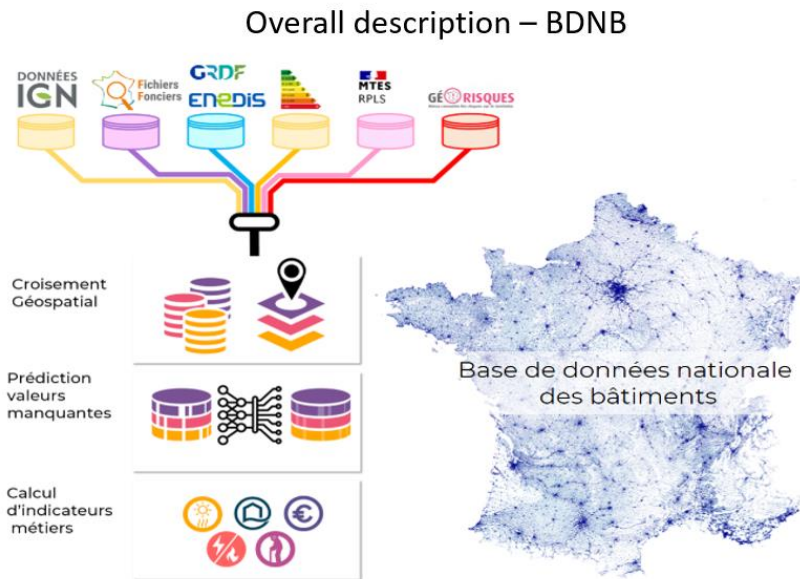 Overall description – BDNB
DONNÉES
IGN
Fichiers
Fonciers
GRDF
ENEDIS
MTES
RPLS
GÉORISQUES
Croisement
Géospatial
Prédiction
valeurs
manquantes
Calcul
d'indicateurs
métiers
€
Base de données nationale
des bâtiments